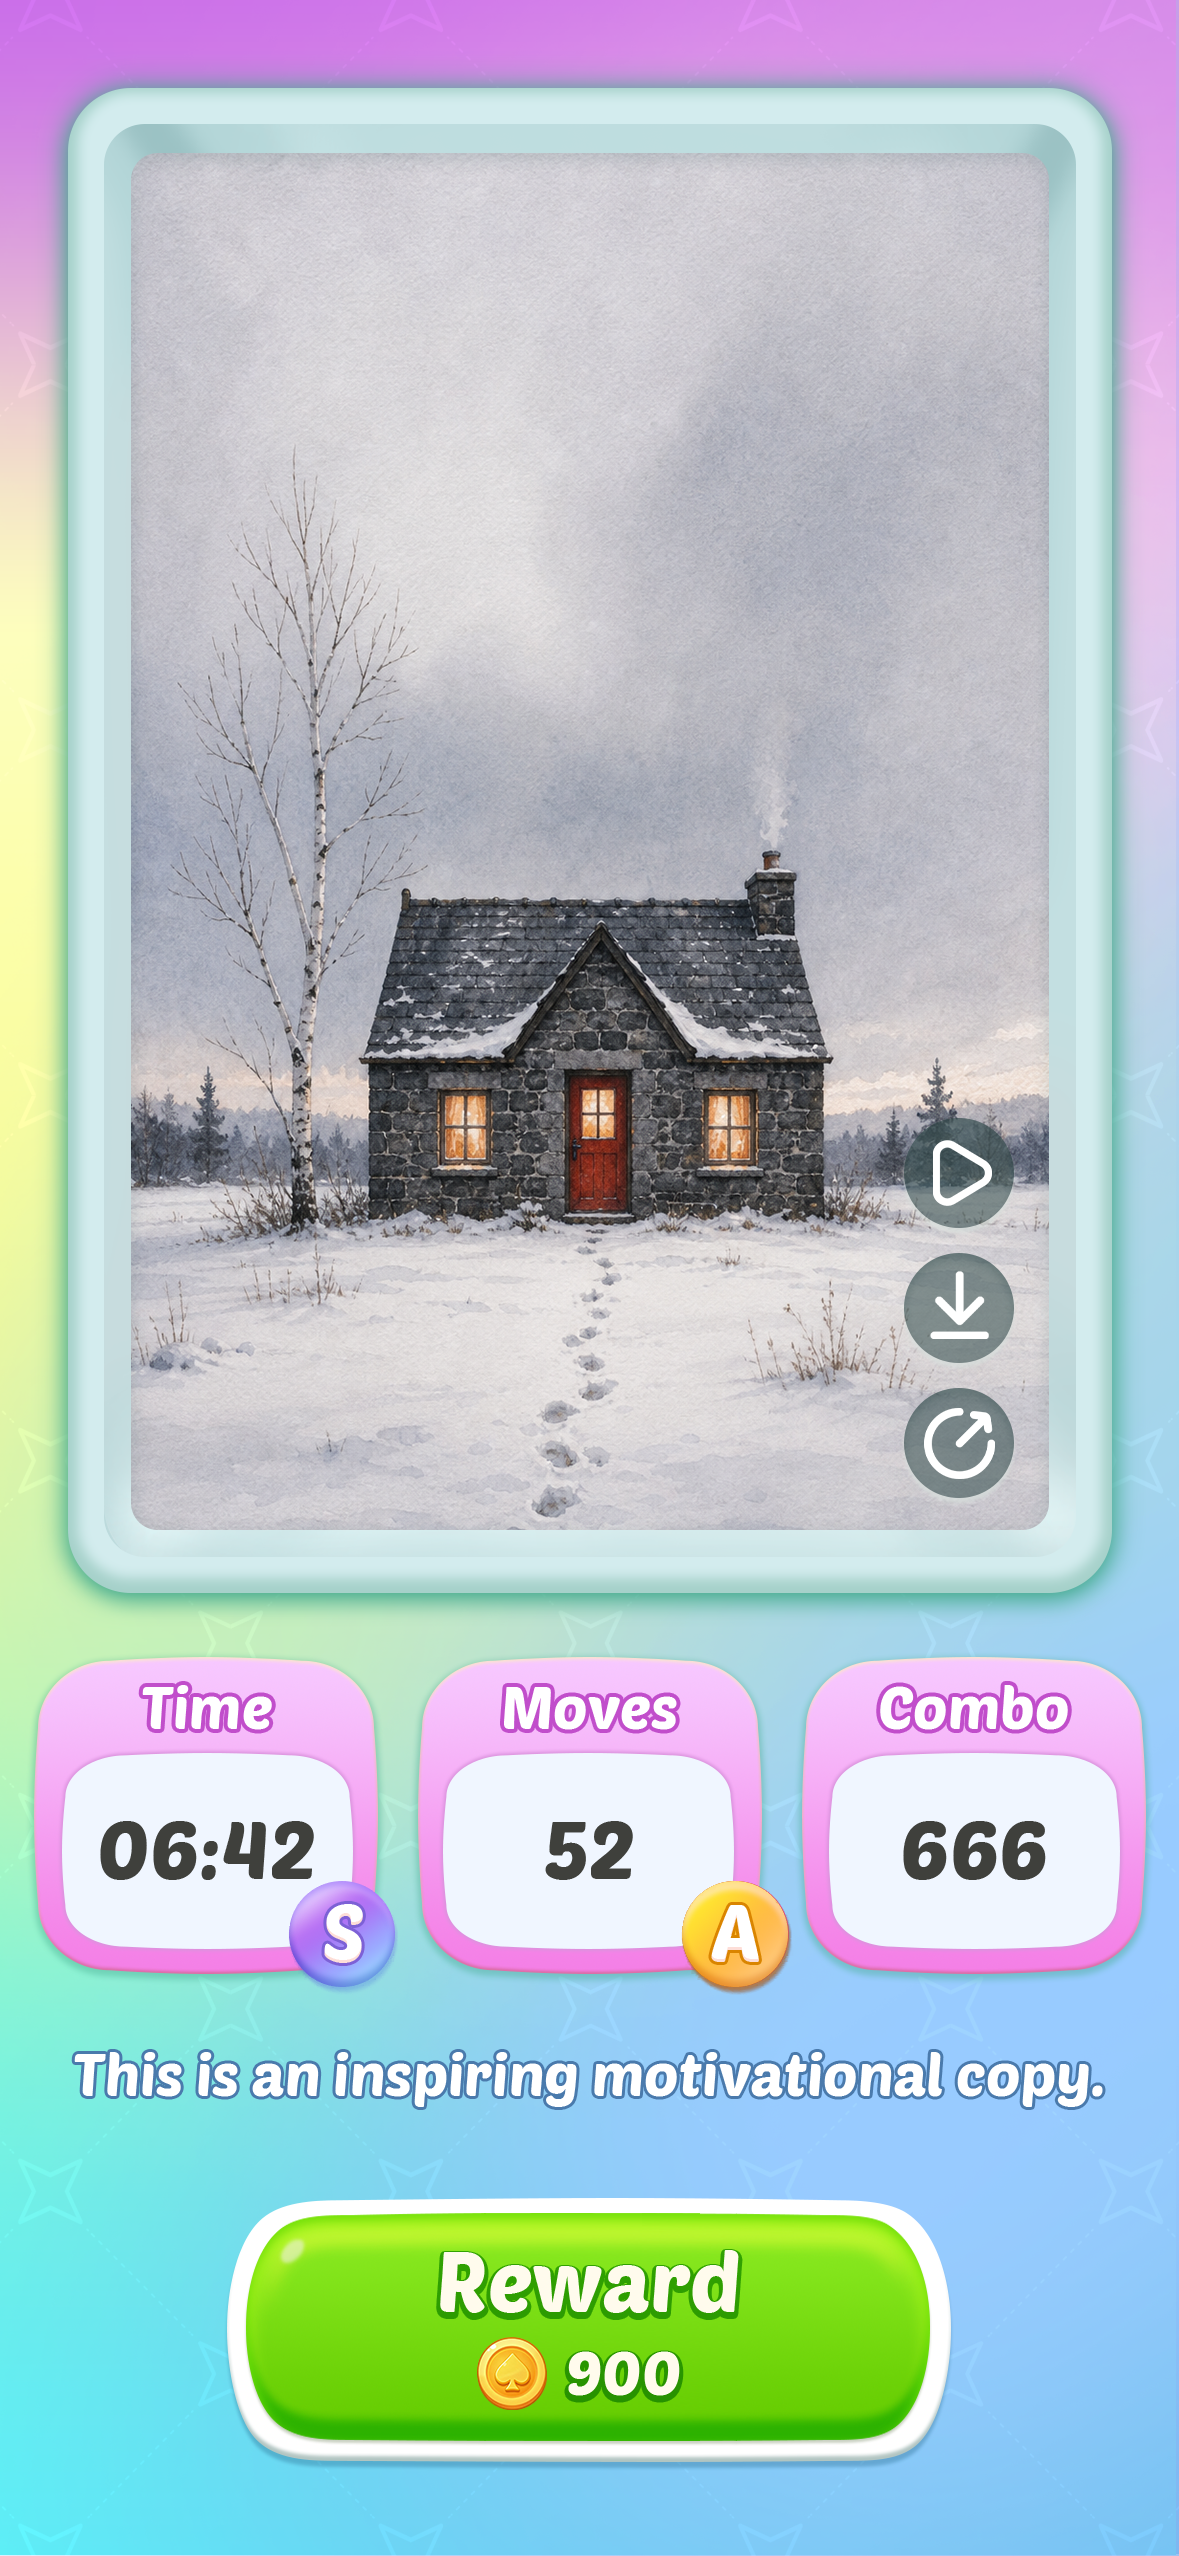 Time
Moves
Combo
06:42
52
666
S
A
This is an inspiring motivational copy.
Reward
900